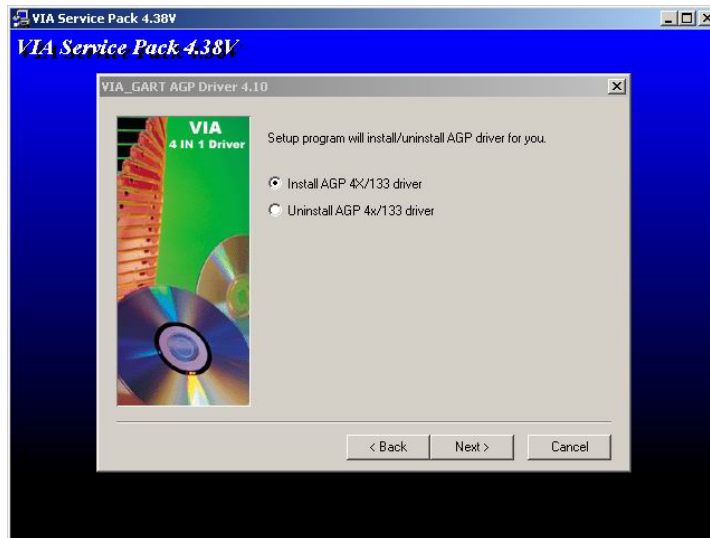 VIA Service Pack 4.38V
VIA Service Pack 4.38V
VIA_GART AGP Driver 4.10
VIA
4 IN 1 Driver
Setup program will install/uninstall AGP driver for you.
Install AGP 4X/133 driver
Uninstall AGP 4x/133 driver
< Back
Next >
Cancel